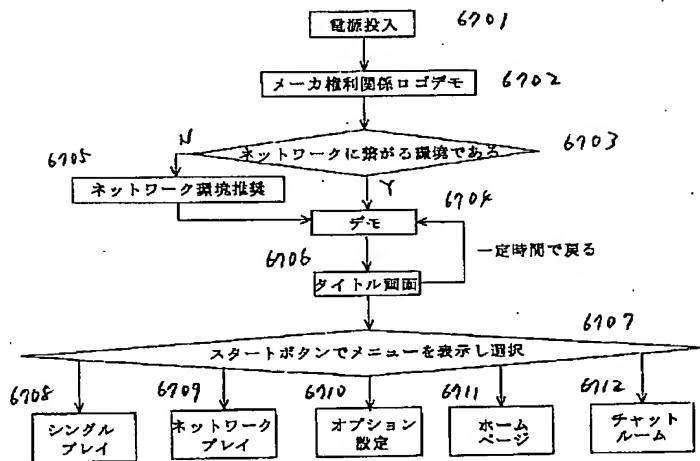 電源投入
6701
メーカ権利関係ロゴデモ
6702
N
6703
ネットワークに繋がる環境である
6705
Y
6704
ネットワーク環境推奨
デモ
6706
一定時間で戻る
タイトル画面
6707
スタートボタンでメニューを表示し選択
6708
6709
6710
6711
6712
シングル
プレイ
ネットワーク
プレイ
オプション
設定
ホーム
ページ
チャット
ルーム